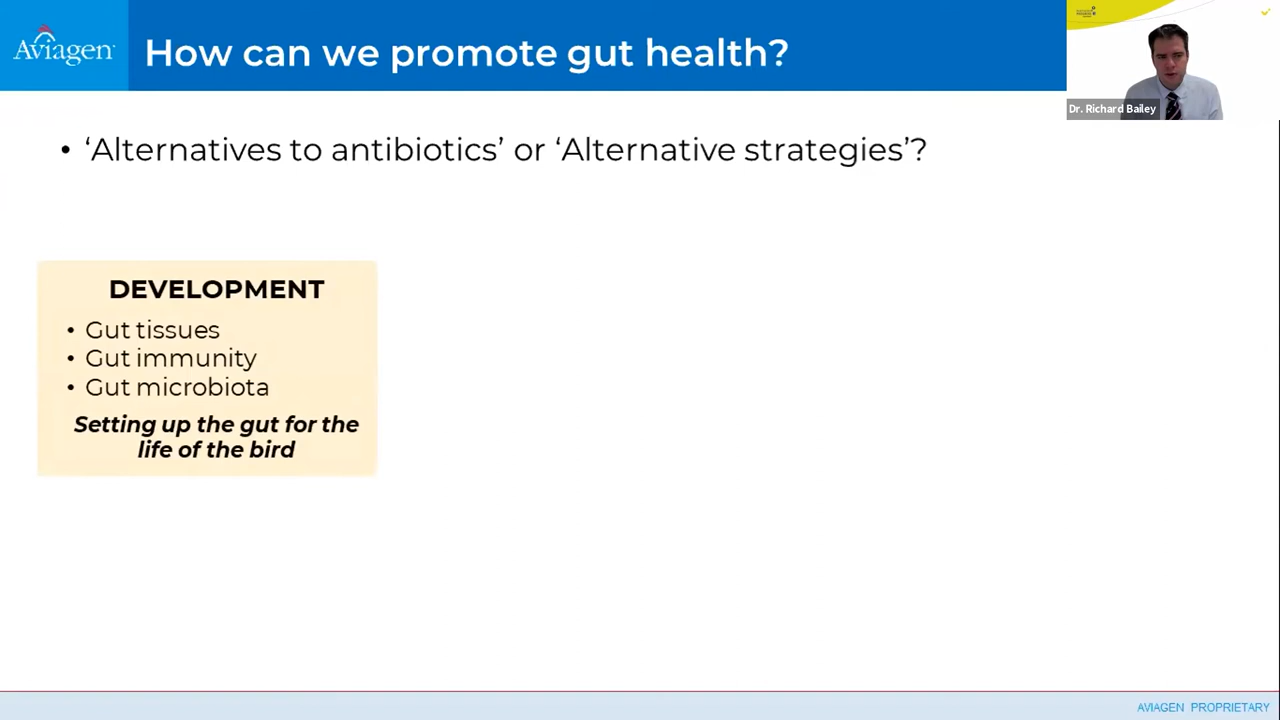 Aviagen
How can we promote gut health?
Dr. Richard Bailey
• ‘Alternatives to antibiotics’ or ‘Alternative strategies’?
DEVELOPMENT
• Gut tissues
• Gut immunity
• Gut microbiota
Setting up the gut for the
life of the bird
AVIAGEN PROPRIETARY